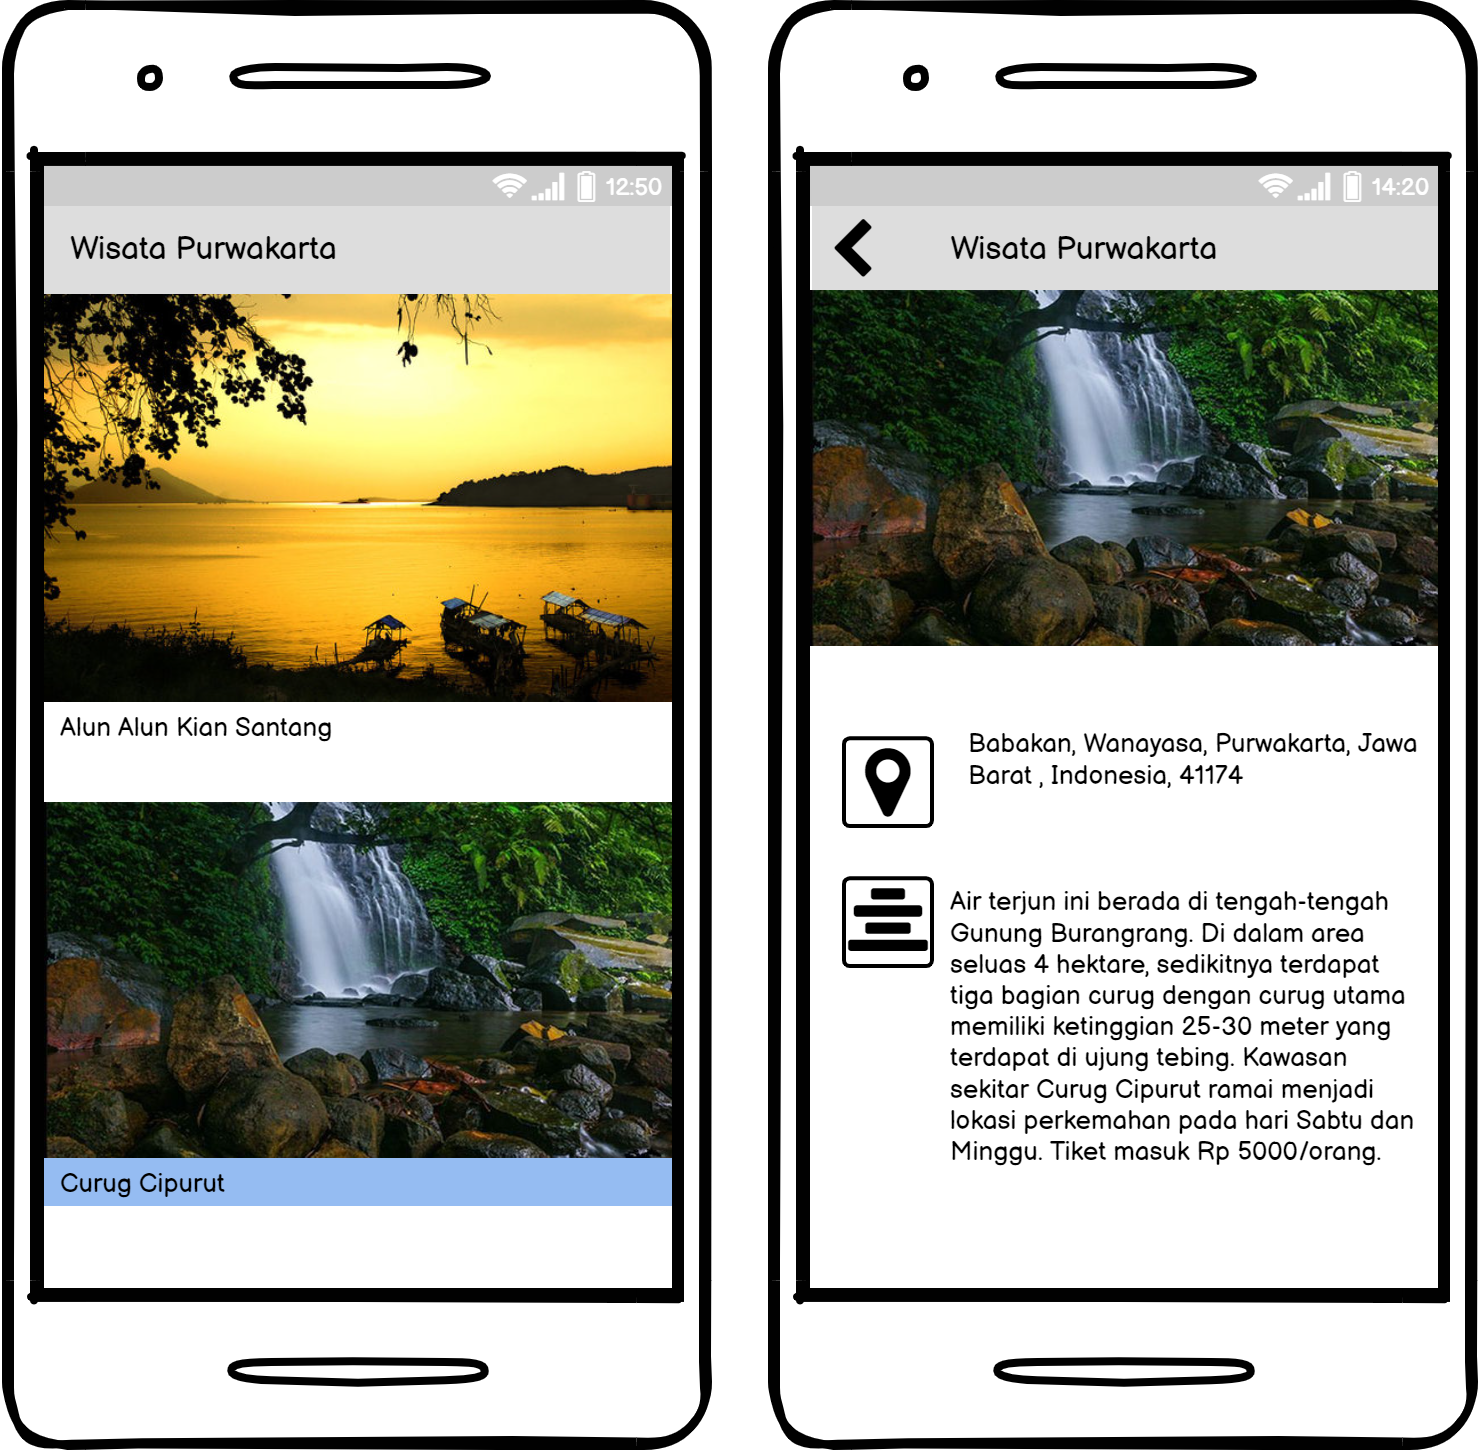 12:50
Wisata Purwakarta
Alun Alun Kian Santang
Curug Cipurut
14:20
Wisata Purwakarta
Babakan, Wanayasa, Purwakarta, Jawa
Barat , Indonesia, 41174
Air terjun ini berada di tengah-tengah
Gunung Burangrang. Di dalam area
seluas 4 hektare, sedikitnya terdapat
tiga bagian curug dengan curug utama
memiliki ketinggian 25-30 meter yang
terdapat di ujung tebing. Kawasan
sekitar Curug Cipurut ramai menjadi
lokasi perkemahan pada hari Sabtu dan
Minggu. Tiket masuk Rp 5000/orang.